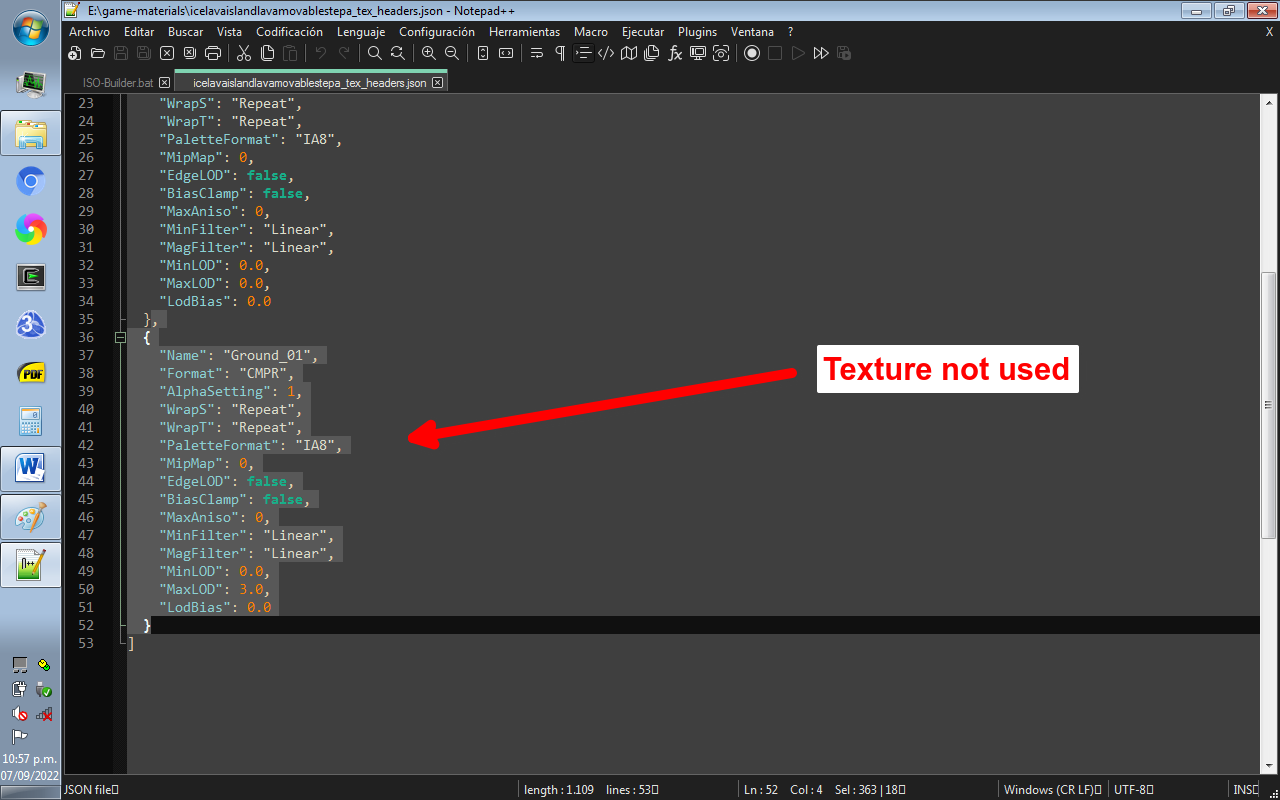 E:\game-materials\icelavaislandlavamovablestepa_tex_headers.json - Notepad++
Archivo Editar Buscar Vista Codificación Lenguaje Configuración Herramientas Macro Ejecutar Plugins Ventana ? X
ISO-Builder.bat icelavaislandlavamovablestepa_tex_headers.json
23 "WrapS": "Repeat",
24 "WrapT": "Repeat",
25 "PaletteFormat": "IA8",
26 "MipMap": 0,
27 "EdgeLOD": false,
28 "BiasClamp": false,
29 "MaxAniso": 0,
30 "MinFilter": "Linear",
31 "MagFilter": "Linear",
32 "MinLOD": 0.0,
33 "MaxLOD": 0.0,
34 "LodBias": 0.0
35 },
36 {
37 "Name": "Ground_01",
38 "Format": "CMPR",
39 "AlphaSetting": 1,
40 "WrapS": "Repeat",
41 "WrapT": "Repeat",
42 "PaletteFormat": "IA8",
43 "MipMap": 0,
44 "EdgeLOD": false,
45 "BiasClamp": false,
46 "MaxAniso": 0,
47 "MinFilter": "Linear",
48 "MagFilter": "Linear",
49 "MinLOD": 0.0,
50 "MaxLOD": 3.0,
51 "LodBias": 0.0
52 }
53 ]
Texture not used
PDF
10:57 p.m.
07/09/2022
JSON file length : 1.109 lines : 53 Ln : 52 Col : 4 Sel : 363 | 18 Windows (CR LF) UTF-8 INS